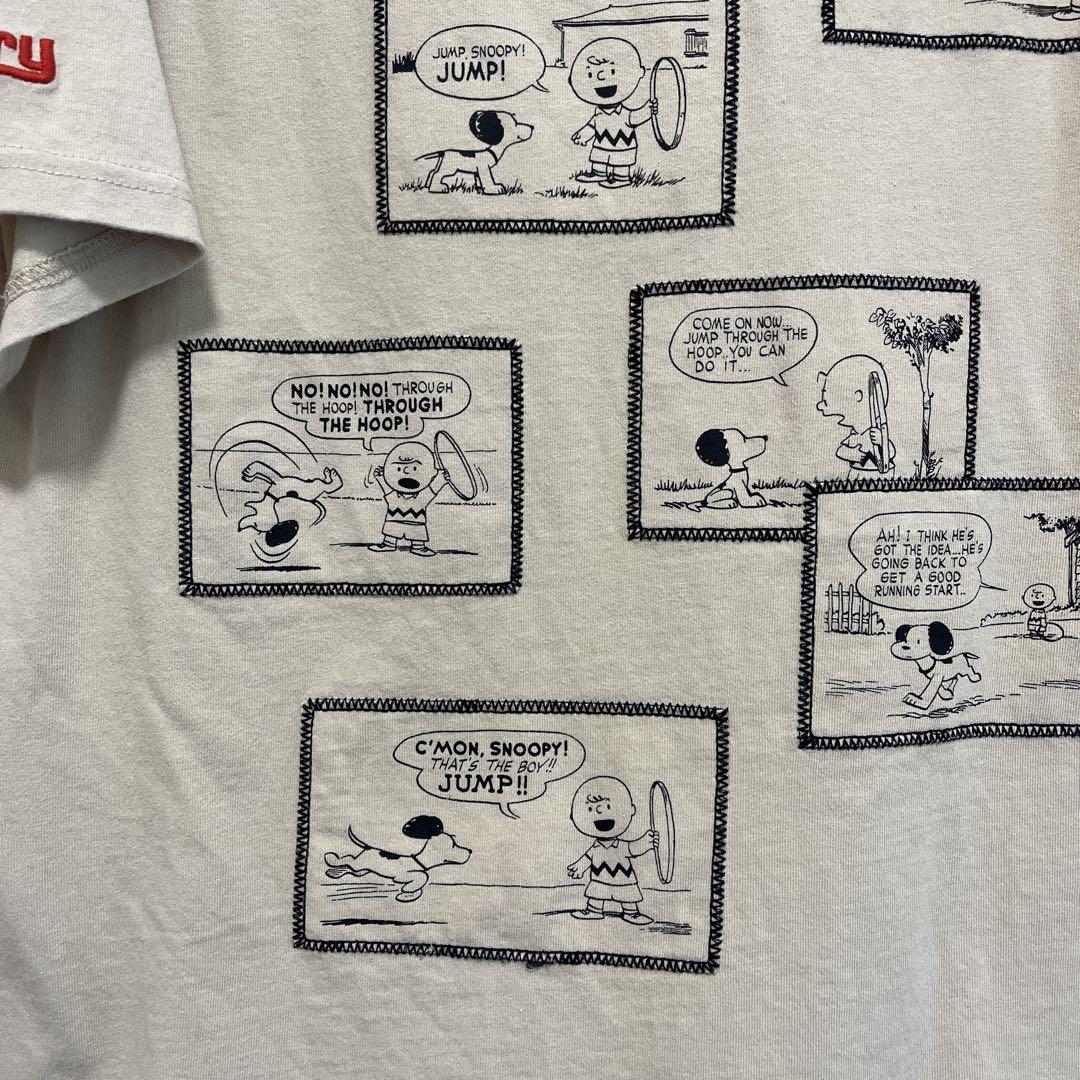 ry
JUMP, SNOOPY!
JUMP!
COME ON NOW...
JUMP THROUGH THE
HOOP..YOU CAN
DO IT...
NO! NO! NO! THROUGH
THE HOOP! THROUGH
THE HOOP!
AH! I THINK HE'S
GOT THE IDEA...HE'S
GOING BACK TO
GET A GOOD
RUNNING START..
C'MON, SNOOPY!
THAT'S THE BOY!!
JUMP!!